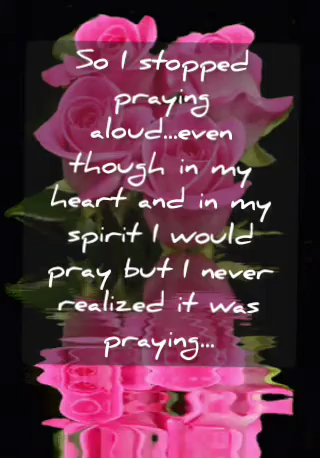 So I stopped
praying
aloud...even
though in my
heart and in my
spirit I would
pray but I never
realized it was
praying...